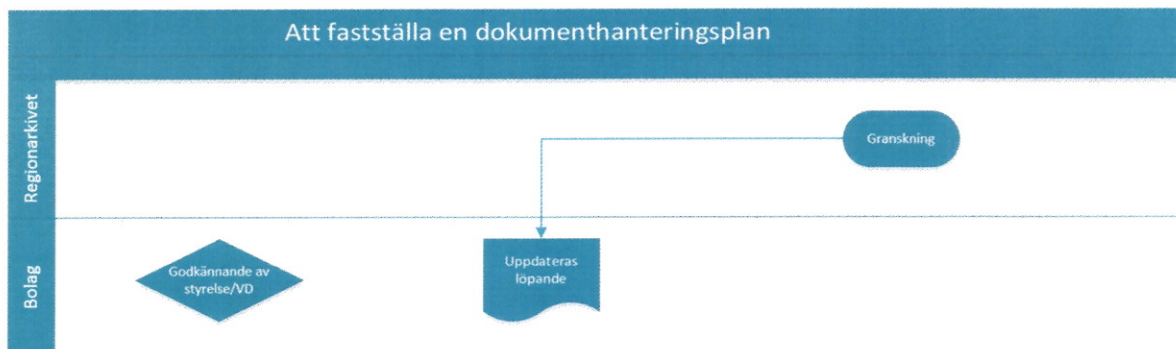 Att fastställa en dokumenthanteringsplan
Regionarkivet
Granskning
Bolag
Godkännande av
styrelse/VD
Uppdateras
löpande